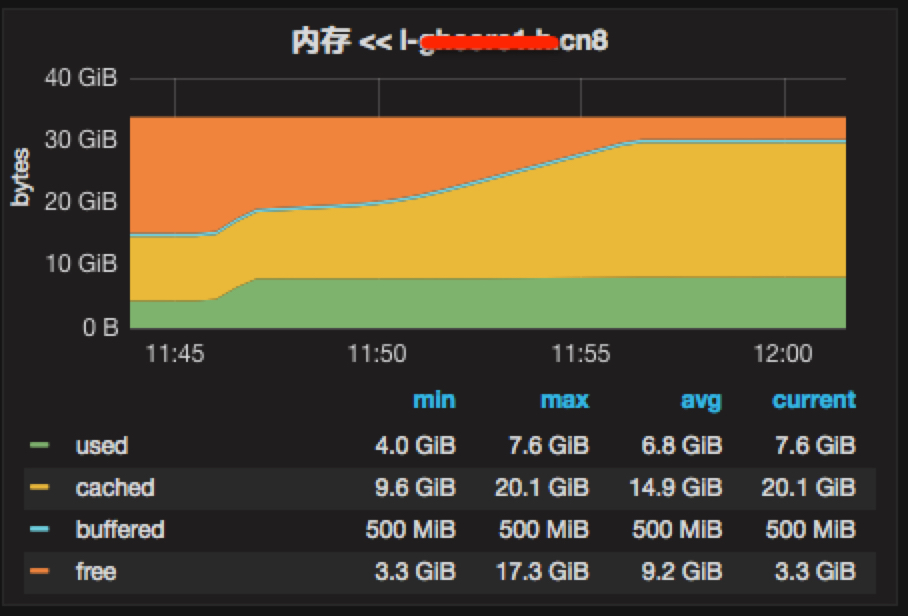 内存 << l-g cn8
40 GiB
30 GiB
20 GiB
10 GiB
0 B
bytes
11:45 11:50 11:55 12:00
min max avg current
used 4.0 GiB 7.6 GiB 6.8 GiB 7.6 GiB
cached 9.6 GiB 20.1 GiB 14.9 GiB 20.1 GiB
buffered 500 MiB 500 MiB 500 MiB 500 MiB
free 3.3 GiB 17.3 GiB 9.2 GiB 3.3 GiB